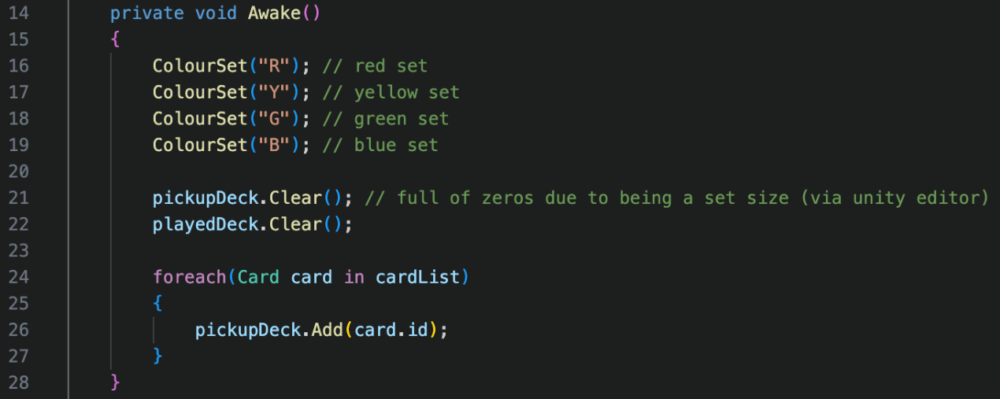 14 private void Awake()
15 {
16 ColourSet("R"); // red set
17 ColourSet("Y"); // yellow set
18 ColourSet("G"); // green set
19 ColourSet("B"); // blue set
20
21 pickupDeck.Clear(); // full of zeros due to being a set size (via unity editor)
22 playedDeck.Clear();
23
24 foreach(Card card in cardList)
25 {
26 pickupDeck.Add(card.id);
27 }
28 }